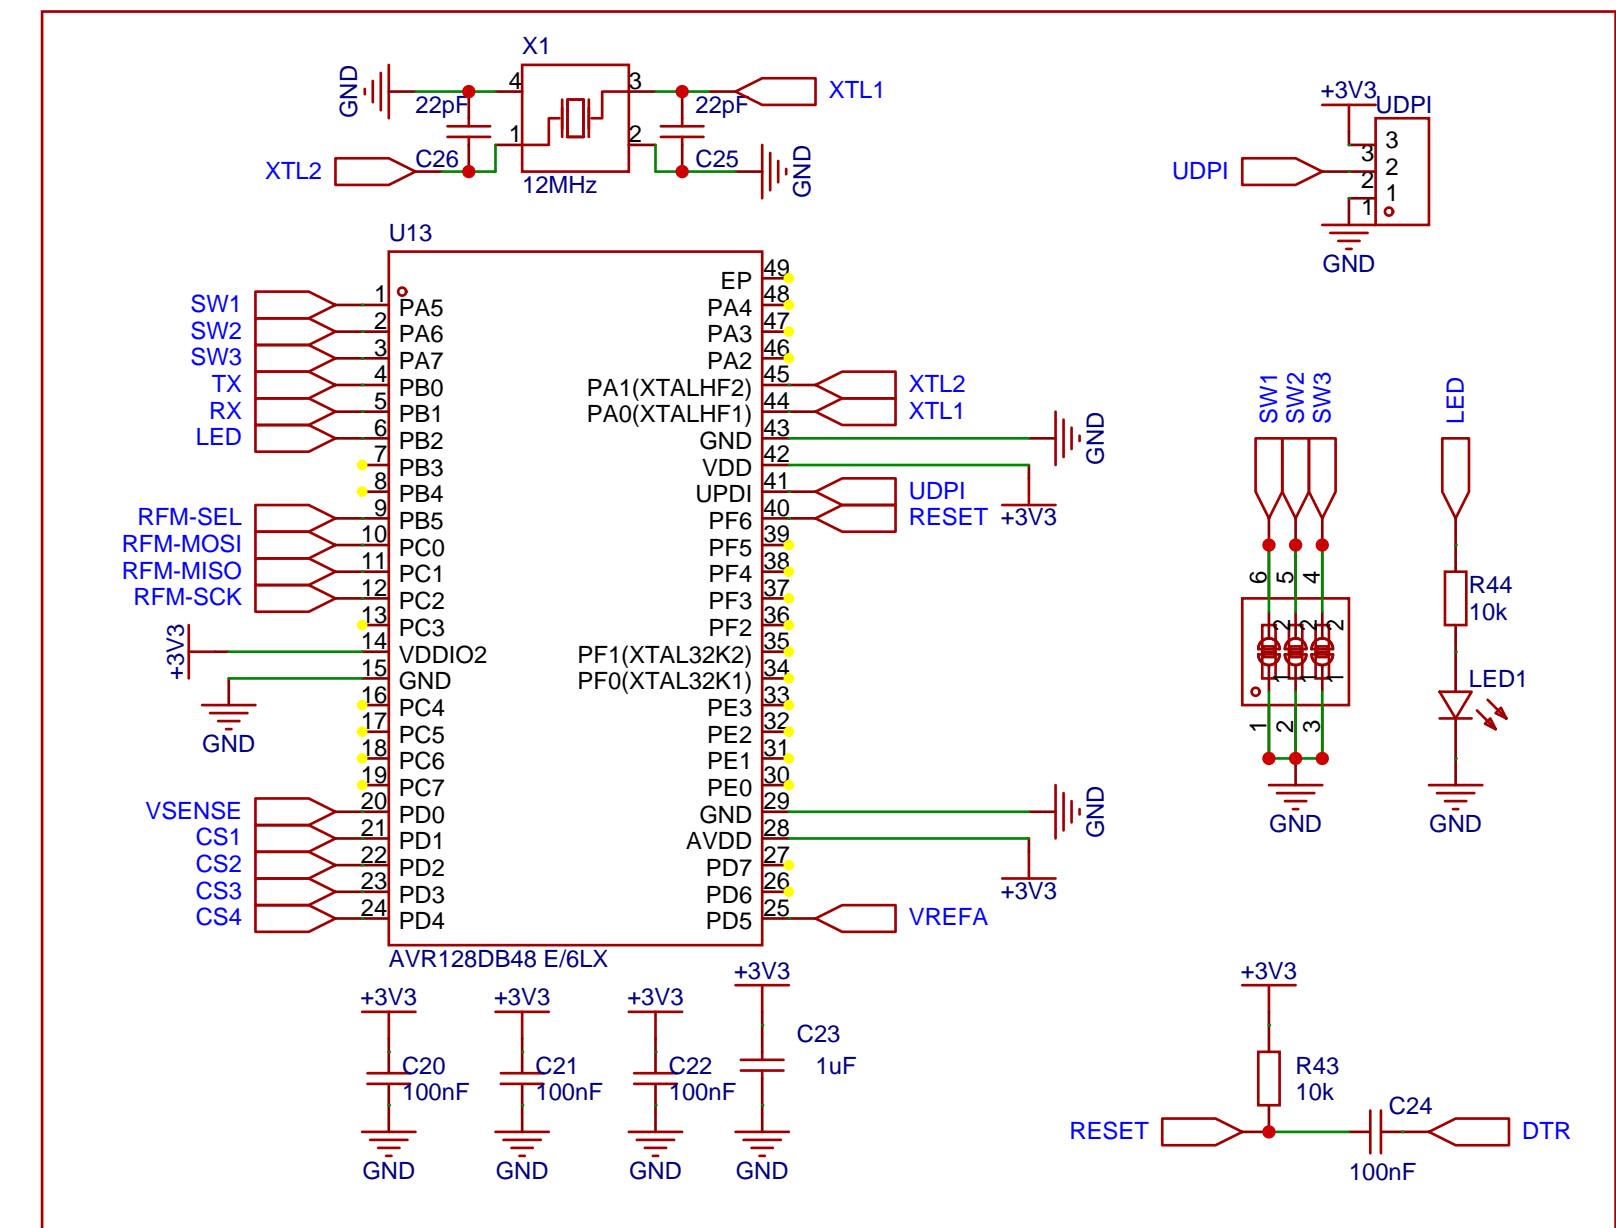 X1
GND
4
3
22pF
22pF
XTL1
1
2
XTL2
C26
C25
GND
12MHz
+3V3
UDPI
3
3
UDPI
2
2
1
1
GND
U13
EP 49
1 PA5
PA4 48
2 PA6
PA3 47
3 PA7
PA2 46
4 PB0
PA1(XTALHF2) 45
5 PB1
PA0(XTALHF1) 44
6 PB2
GND 43
7 PB3
VDD 42
8 PB4
UPDI 41
9 PB5
PF6 40
10 PC0
PF5 39
11 PC1
PF4 38
12 PC2
PF3 37
13 PC3
PF2 36
14 VDDIO2
PF1(XTAL32K2) 35
15 GND
PF0(XTAL32K1) 34
16 PC4
PE3 33
17 PC5
PE2 32
18 PC6
PE1 31
19 PC7
PE0 30
20 PD0
GND 29
21 PD1
AVDD 28
22 PD2
PD7 27
23 PD3
PD6 26
24 PD4
PD5 25
AVR128DB48 E/6LX
SW1
SW2
SW3
TX
RX
LED
RFM-SEL
RFM-MOSI
RFM-MISO
RFM-SCK
+3V3
GND
VSENSE
CS1
CS2
CS3
CS4
XTL2
XTL1
GND
UDPI
RESET
+3V3
GND
+3V3
VREFA
SW1
SW2
SW3
6
5
4
2
2
2
1
1
1
1
2
3
GND
LED
R44
10k
LED1
GND
+3V3
C20
100nF
GND
+3V3
C21
100nF
GND
+3V3
C22
100nF
GND
+3V3
C23
1uF
GND
+3V3
R43
10k
RESET
C24
100nF
DTR